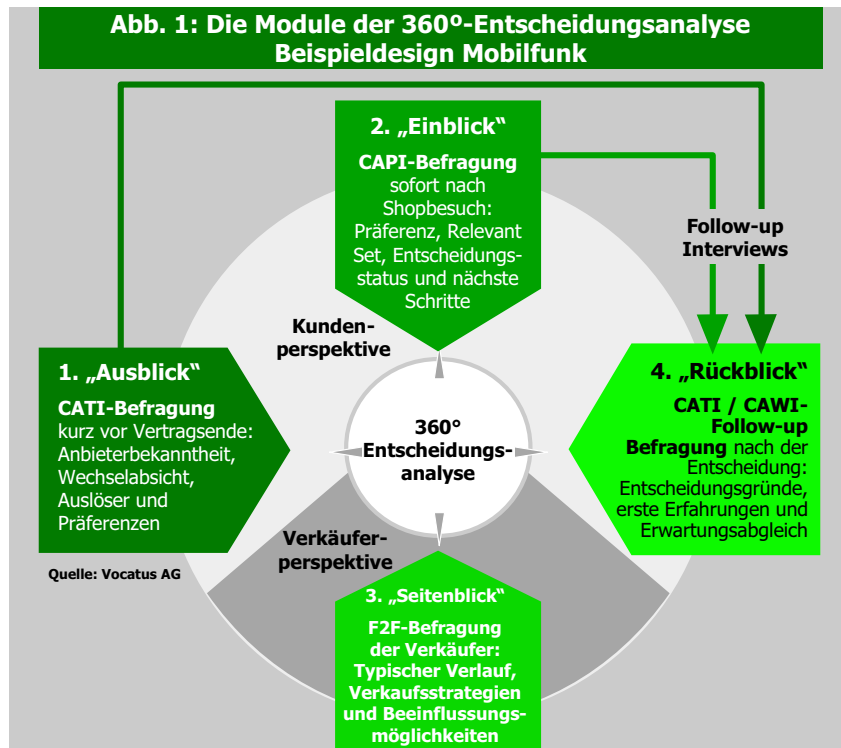 Abb. 1: Die Module der 360º-Entscheidungsanalyse
Beispieldesign Mobilfunk
2. „Einblick“
CAPI-Befragung
sofort nach
Shopbesuch:
Präferenz, Relevant
Set, Entscheidungs-
status und nächste
Schritte
Follow-up
Interviews
Kunden-
perspektive
1. „Ausblick“
CATI-Befragung
kurz vor Vertragsende:
Anbieterbekanntheit,
Wechselabsicht,
Auslöser und
Präferenzen
360°
Entscheidungs-
analyse
4. „Rückblick“
CATI / CAWI-
Follow-up
Befragung nach der
Entscheidung:
Entscheidungsgründe,
erste Erfahrungen und
Erwartungsabgleich
Verkäufer-
perspektive
Quelle: Vocatus AG
3. „Seitenblick“
F2F-Befragung
der Verkäufer:
Typischer Verlauf,
Verkaufsstrategien
und Beeinflussungs-
möglichkeiten